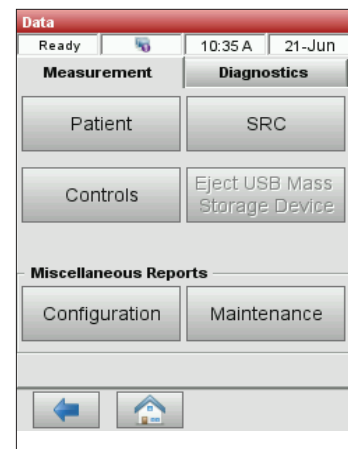 Data
Ready 10:35 A 21-Jun
Measurement Diagnostics
Patient SRC
Controls Eject USB Mass
Storage Device
Miscellaneous Reports
Configuration Maintenance